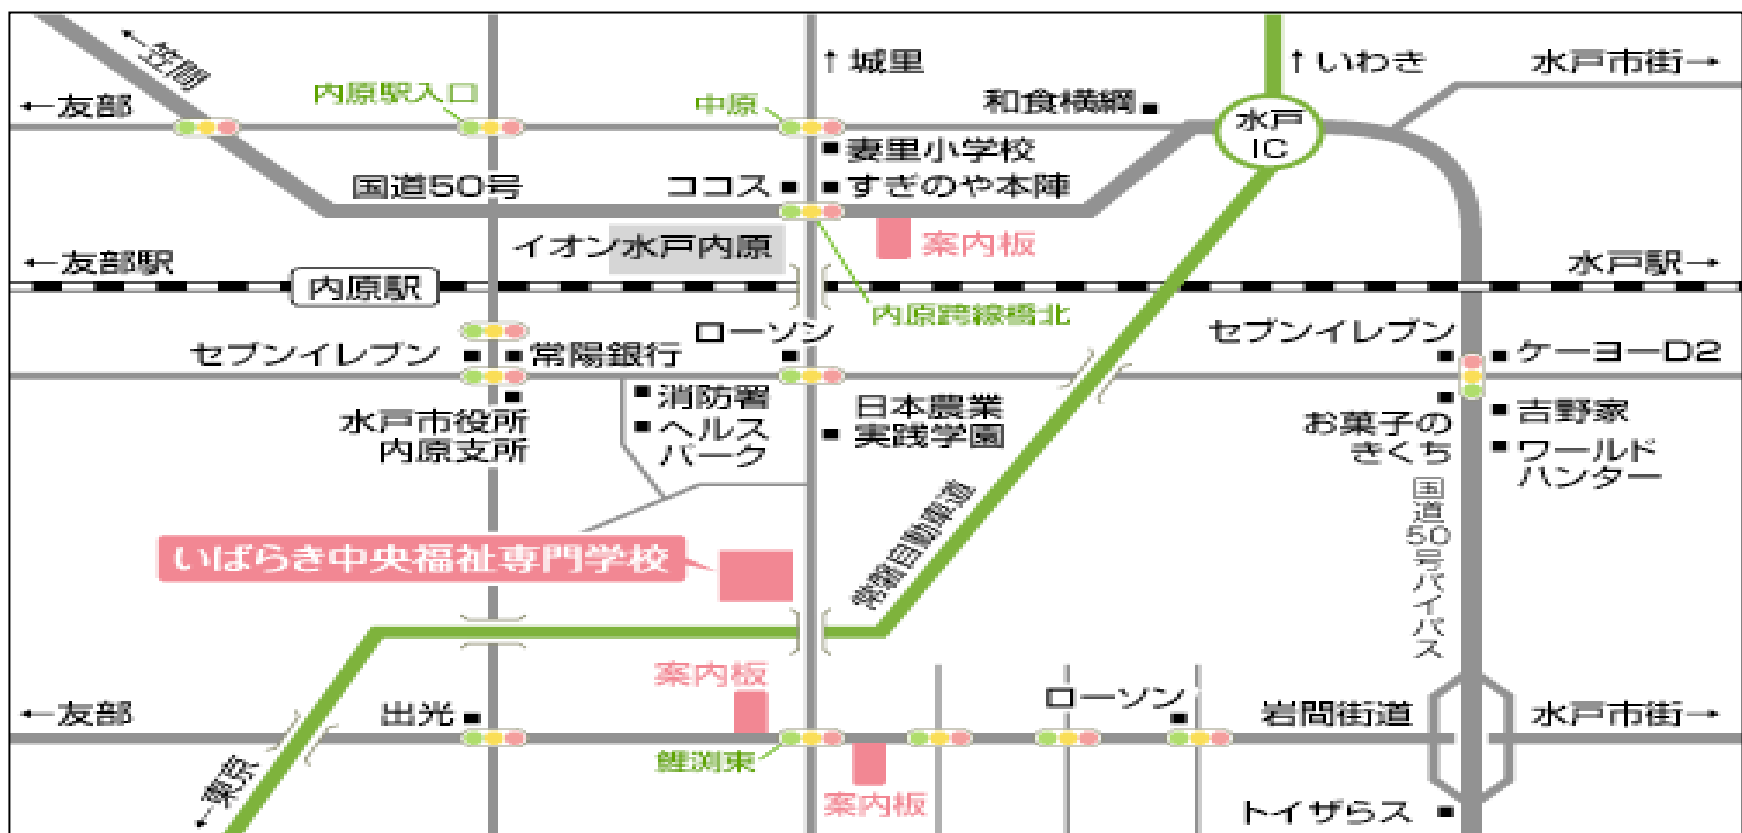 ←笠間
↑城里
↑いわき
水戸市街→
←友部
内原駅入口
中原
和食横綱
水戸
IC
妻里小学校
国道50号
ココス
すぎのや本陣
イオン水戸内原
案内板
←友部駅
水戸駅→
内原駅
内原跨線橋北
ローソン
セブンイレブン
セブンイレブン
常陽銀行
ケーヨーD2
消防署
日本農業
実践学園
水戸市役所
内原支所
ヘルス
パーク
お菓子の
きくち
吉野家
ワールド
ハンター
国道50号バイパス
常磐自動車道
いばらき中央福祉専門学校
案内板
←友部
出光
ローソン
岩間街道
水戸市街→
鯉渕東
←東京
案内板
トイザらス